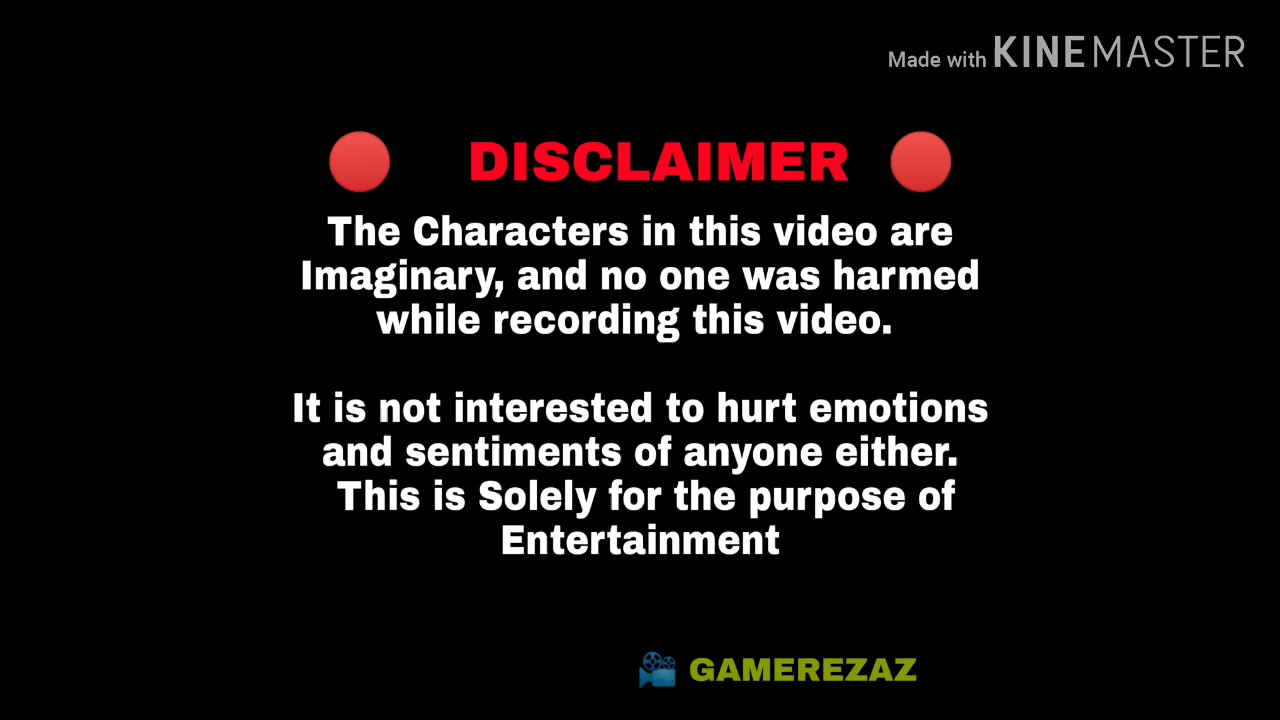 Made with KINEMASTER
DISCLAIMER
The Characters in this video are
Imaginary, and no one was harmed
while recording this video.
It is not interested to hurt emotions
and sentiments of anyone either.
This is Solely for the purpose of
Entertainment
GAMEREZAZ